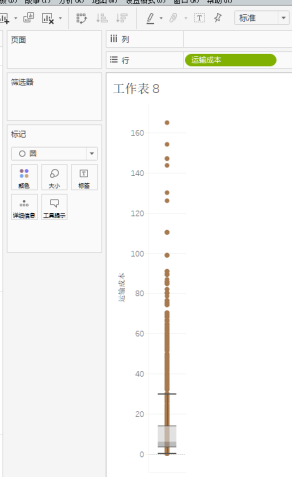 标准
页面
iii 列
行
运输成本
筛选器
工作表 8
标记
圆
颜色
大小
标签
详细信息
工具提示
160
140
120
100
80
60
40
20
0
运输成本